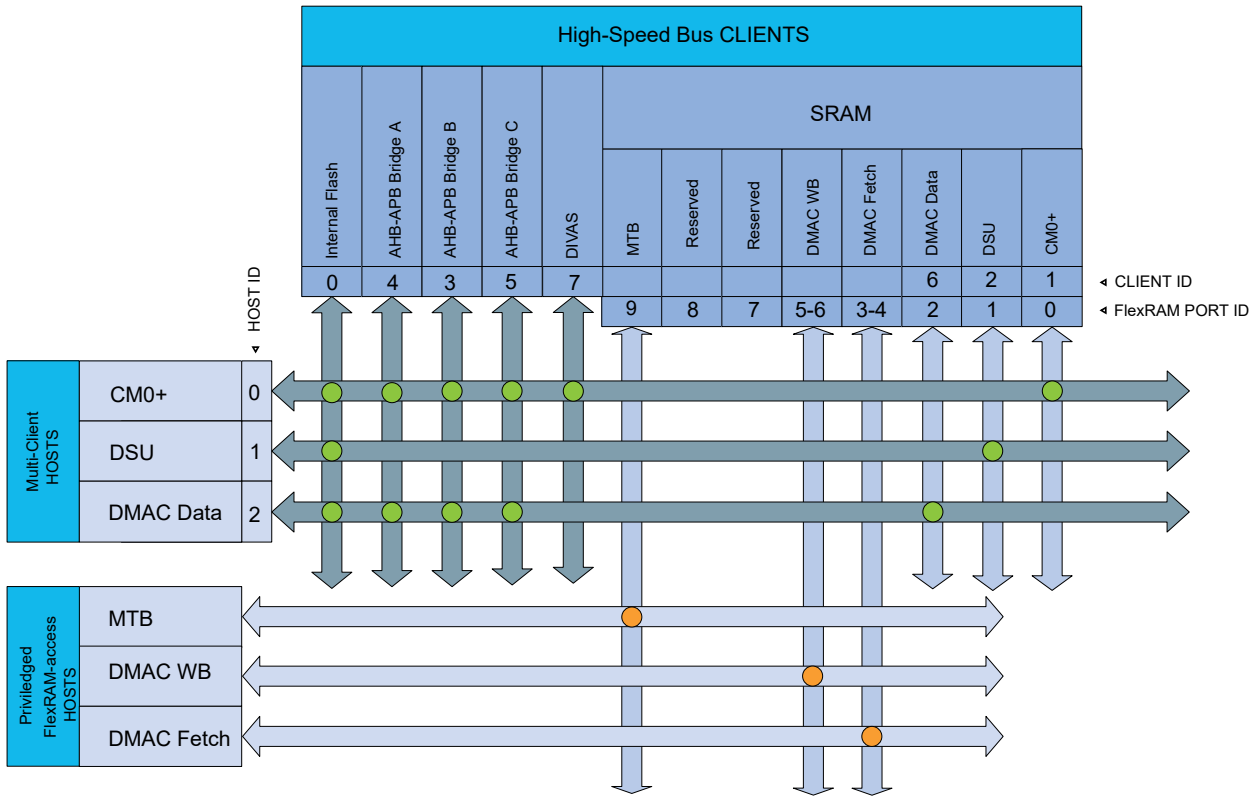 High-Speed Bus CLIENTS
SRAM
Internal Flash
AHB-APB Bridge A
AHB-APB Bridge B
AHB-APB Bridge C
DIVAS
MTB
Reserved
Reserved
DMAC WB
DMAC Fetch
DMAC Data
DSU
CM0+
0 4 3 5 7 6 2 1 CLIENT ID
9 8 7 5-6 3-4 2 1 0 FlexRAM PORT ID
HOST ID
Multi-Client
HOSTS
CM0+ 0
DSU 1
DMAC Data 2
Priviledged
FlexRAM-access
HOSTS
MTB
DMAC WB
DMAC Fetch